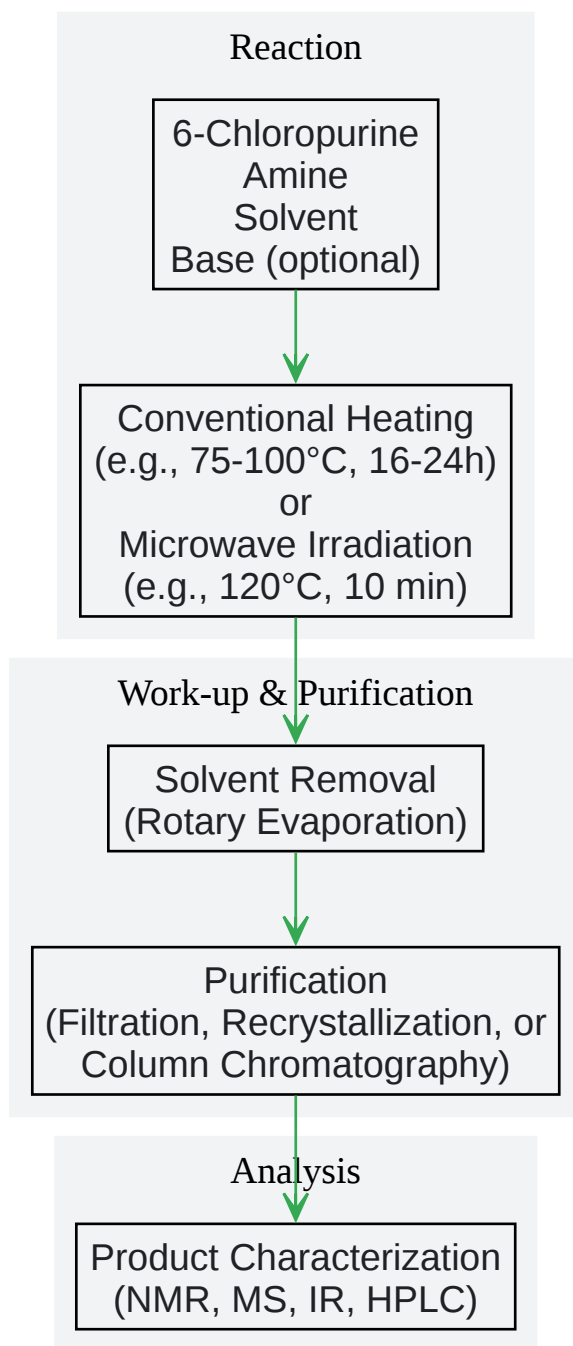 Reaction
6-Chloropurine
Amine
Solvent
Base (optional)
Conventional Heating
(e.g., 75-100°C, 16-24h)
or
Microwave Irradiation
(e.g., 120°C, 10 min)
Work-up & Purification
Solvent Removal
(Rotary Evaporation)
Purification
(Filtration, Recrystallization, or
Column Chromatography)
Analysis
Product Characterization
(NMR, MS, IR, HPLC)